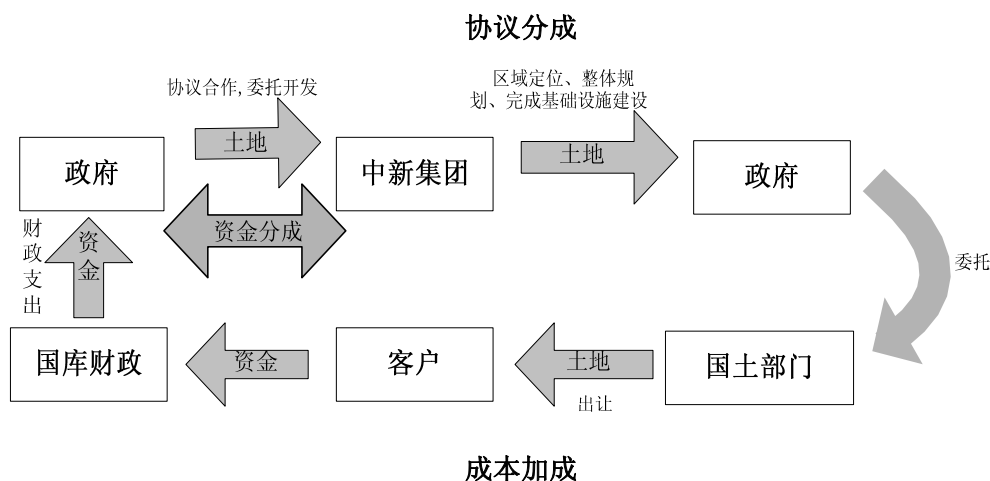 协议分成
协议合作,委托开发
区域定位、整体规
划、完成基础设施建设
政府
土地
中新集团
土地
政府
资金分成
财
政
支
出
资
金
委托
国库财政
资金
客户
土地
出让
国土部门
成本加成